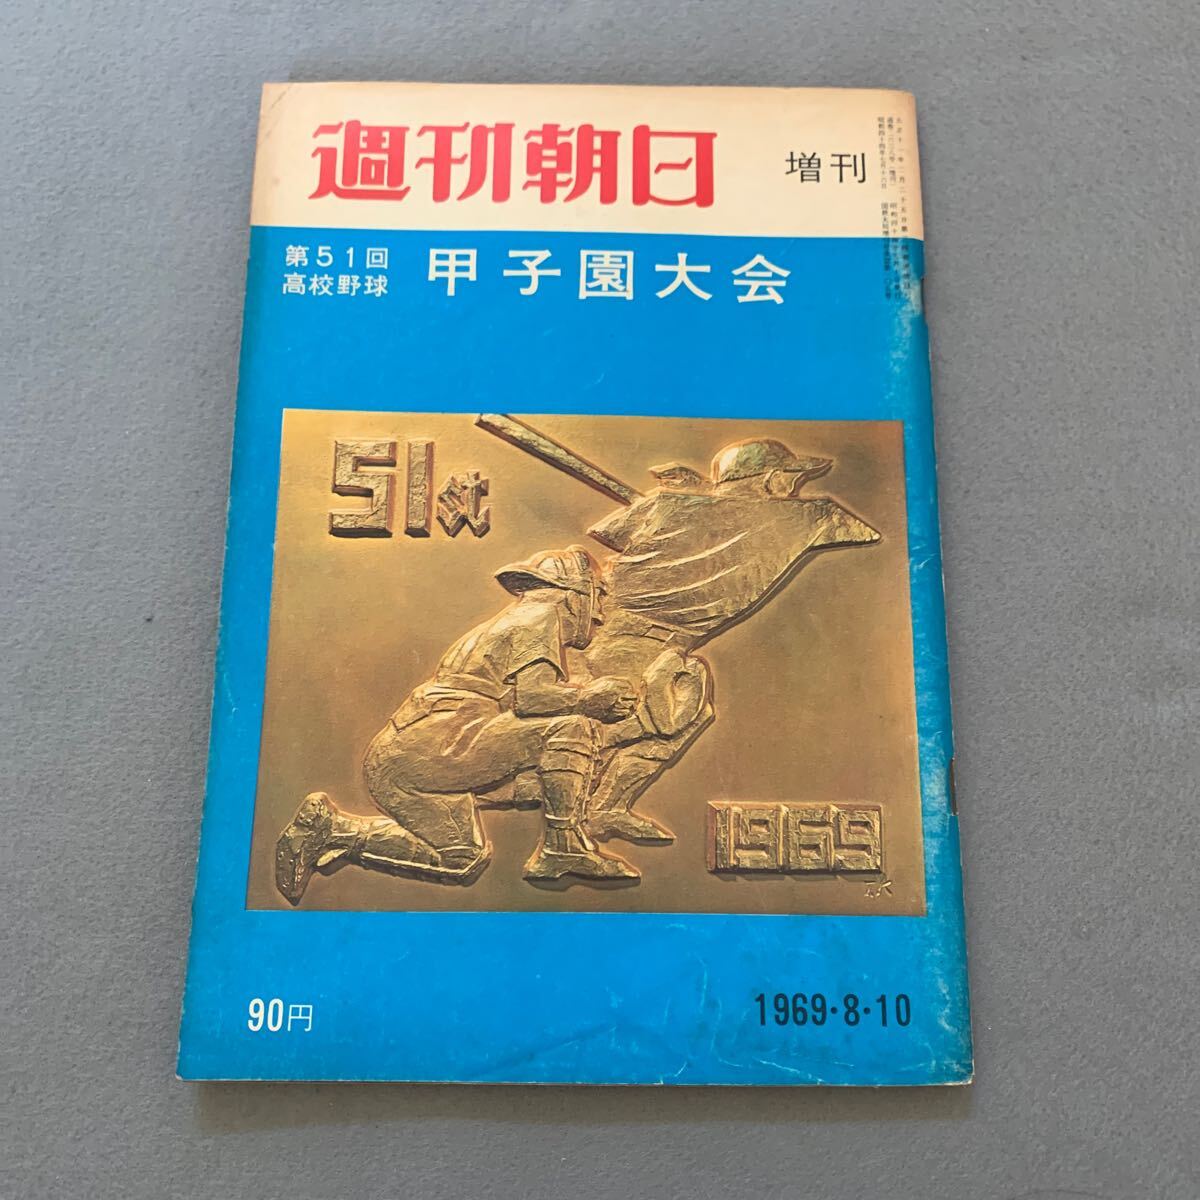 週刊朝日
増刊
第51回
高校野球
甲子園大会
51st
1969
90円
1969・8・10